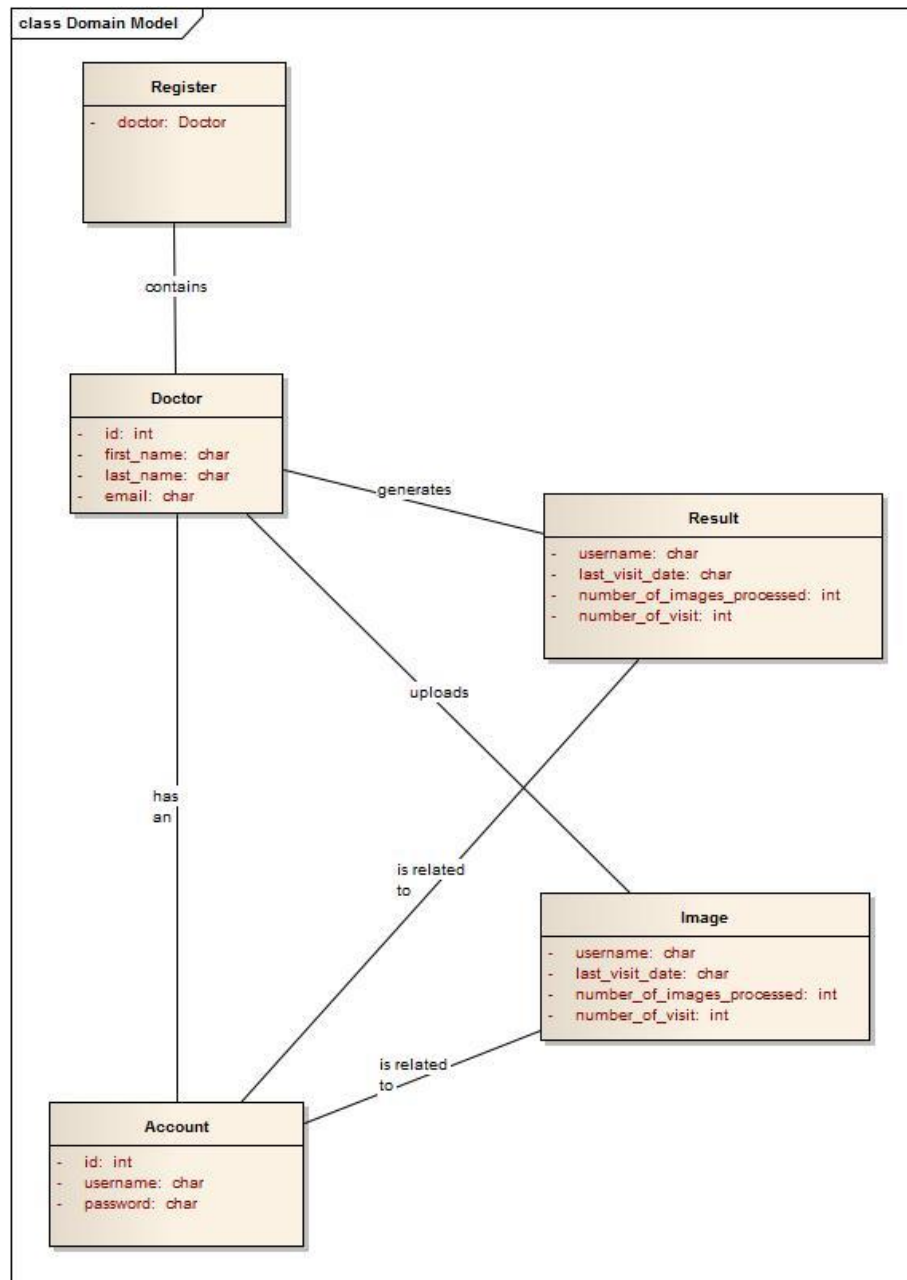 class Domain Model
Register
- doctor: Doctor
contains
Doctor
- id: int
- first_name: char
- last_name: char
- email: char
generates
Result
- username: char
- last_visit_date: char
- number_of_images_processed: int
- number_of_visit: int
uploads
has
an
is related
to
Image
- username: char
- last_visit_date: char
- number_of_images_processed: int
- number_of_visit: int
is related
to
Account
- id: int
- username: char
- password: char